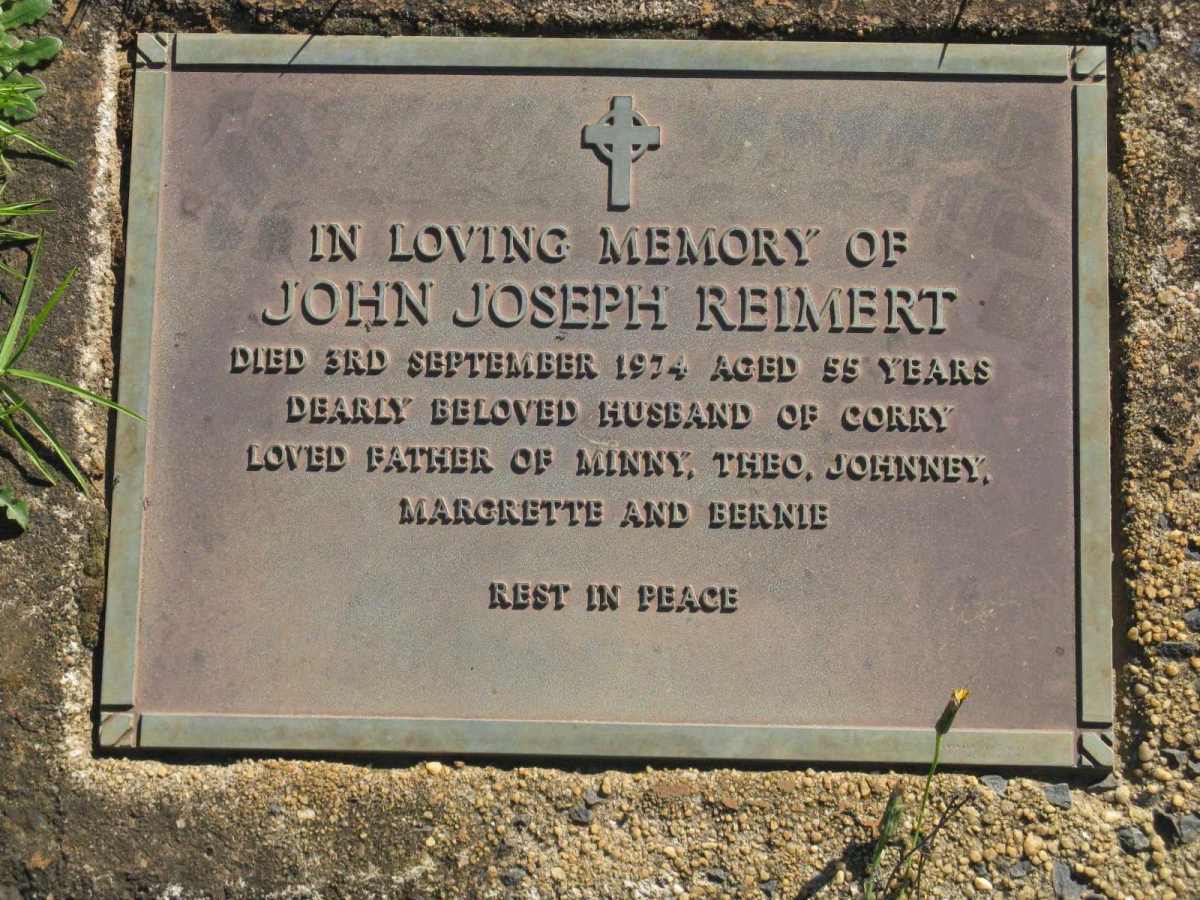 IN LOVING MEMORY OF
JOHN JOSEPH REIMERT
DIED 3RD SEPTEMBER 1974 AGED 55 YEARS
DEARLY BELOVED HUSBAND OF CORRY
LOVED FATHER OF MINNY, THEO, JOHNNEY,
MARGRETTE AND BERNIE
REST IN PEACE